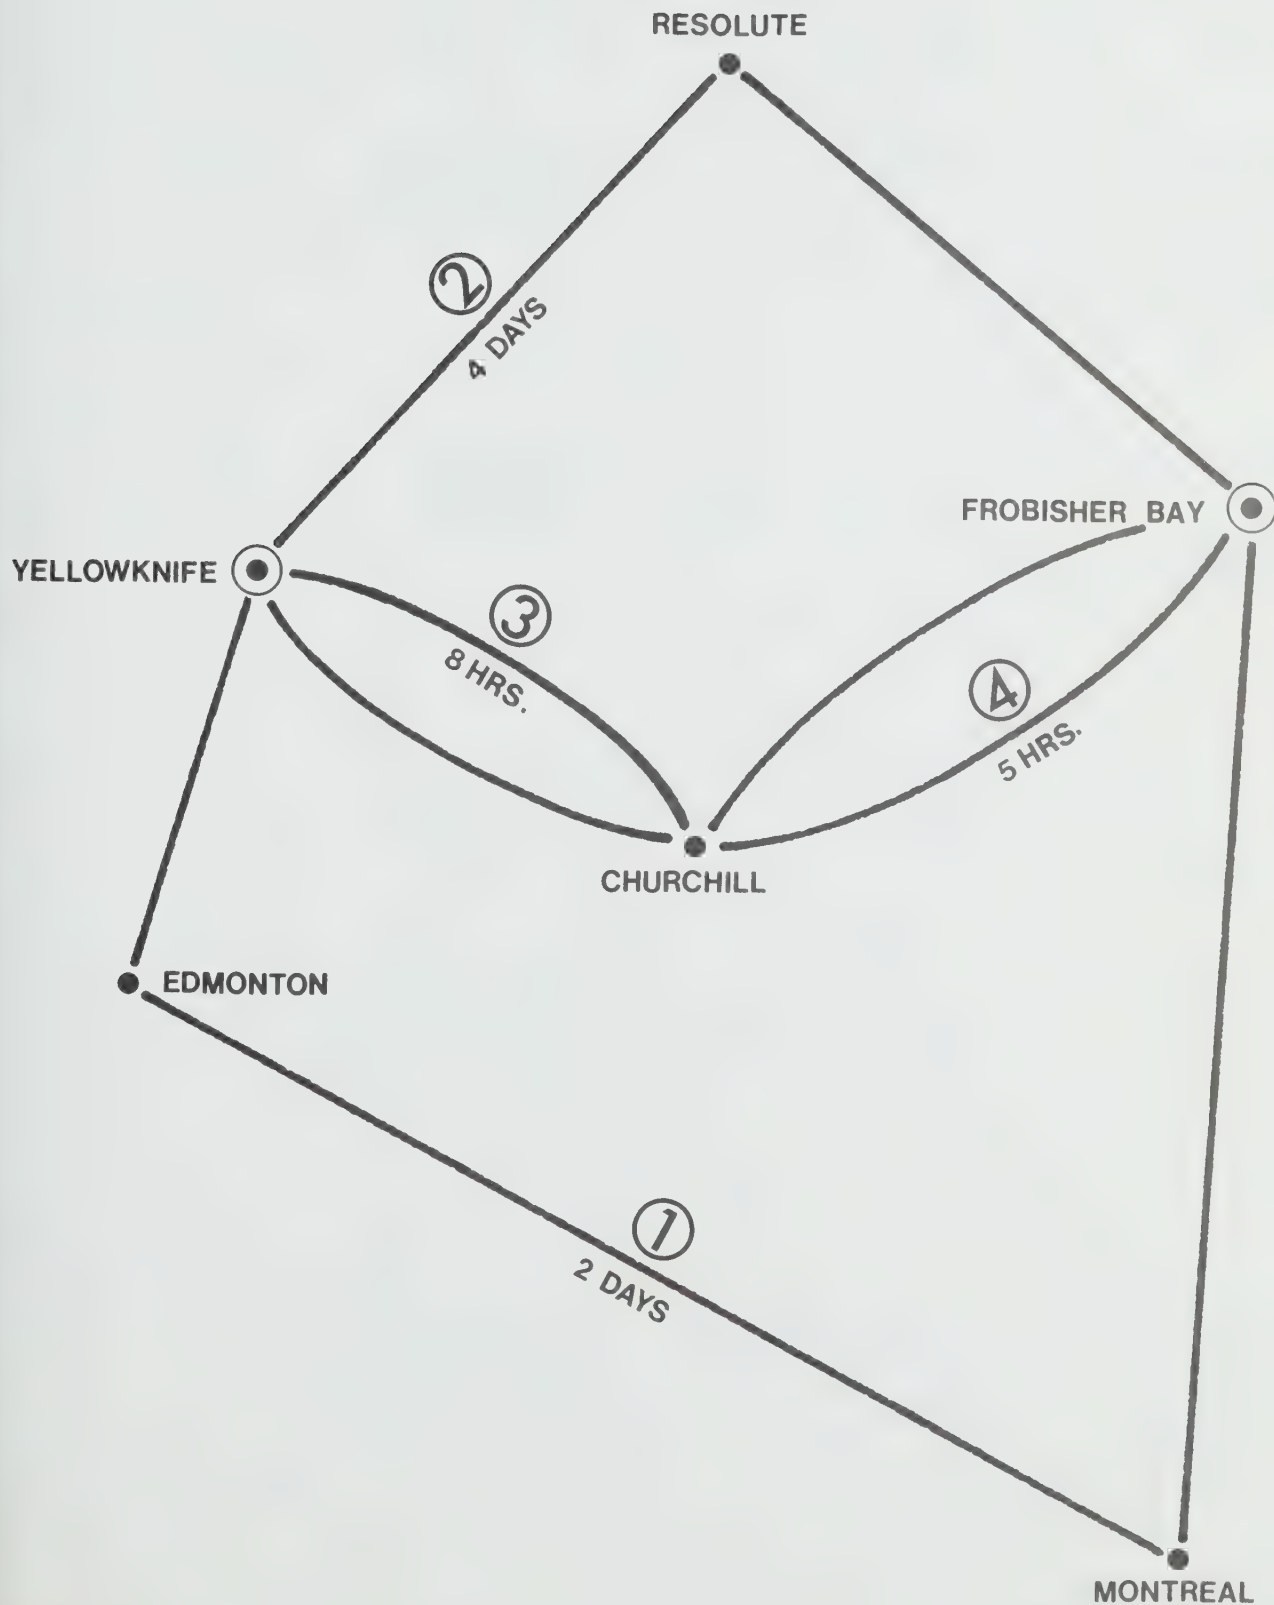 RESOLUTE
②
4 DAYS
FROBISHER BAY
YELLOWKNIFE
③
8 HRS.
④
5 HRS.
CHURCHILL
EDMONTON
①
2 DAYS
MONTREAL